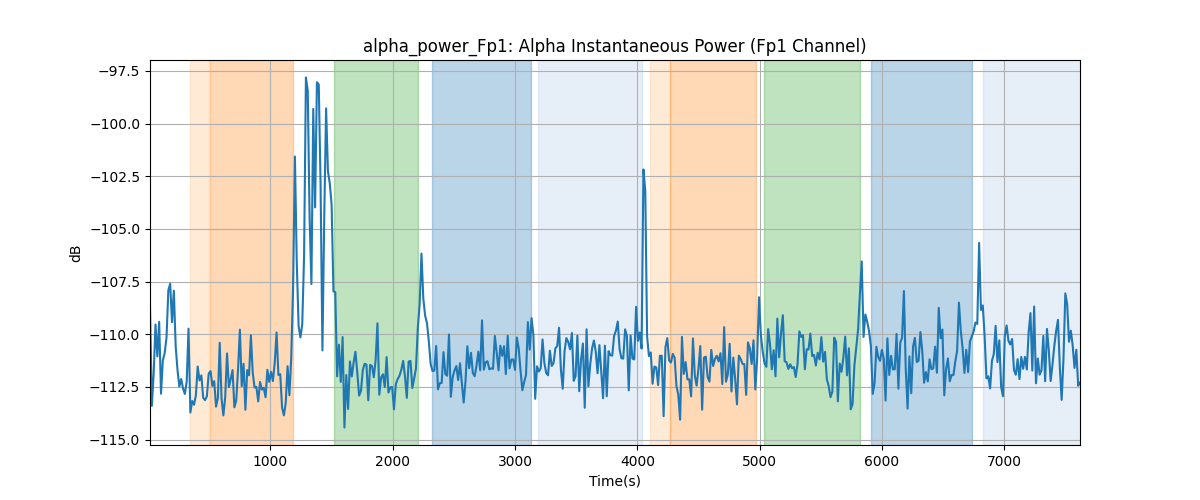 alpha_power_Fp1: Alpha Instantaneous Power (Fp1 Channel)
−97.5
−100.0
−102.5
−105.0
−107.5
−110.0
−112.5
−115.0
dB
1000 2000 3000 4000 5000 6000 7000
Time(s)